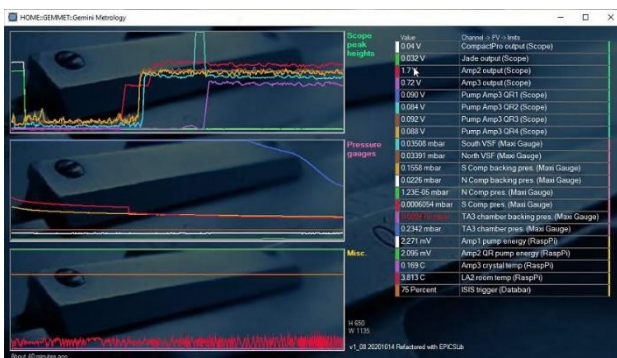 HOME::GEMMET::Gemini Metrology
Scope
peak
heights
Pressure
gauges
Misc.
About 40 minutes ago
Value Channel -> PV -> limits
0.04 V CompactPro output (Scope)
0.032 V Jade output (Scope)
Amp2 output (Scope)
0.72 V Amp3 output (Scope)
0.090 V Pump Amp3 QR1 (Scope)
0.084 V Pump Amp3 QR2 (Scope)
0.092 V Pump Amp3 QR3 (Scope)
0.088 V Pump Amp3 QR4 (Scope)
0.03508 mbar South VSF (Maxi Gauge)
0.03391 mbar North VSF (Maxi Gauge)
0.1558 mbar S Comp backing pres. (Maxi Gauge)
0.0226 mbar N Comp backing pres. (Maxi Gauge)
1.23E-05 mbar N Comp pres. (Maxi Gauge)
0.0006054 mbar S Comp pres. (Maxi Gauge)
TA3 chamber backing pres. (Maxi Gauge)
0.2342 mbar TA3 chamber pres. (Maxi Gauge)
2.271 mV Amp1 pump energy (RaspPi)
2.095 mV Amp2 QR pump energy (RaspPi)
0.169 C Amp3 crystal temp (RaspPi)
3.813 C LA2 room temp (RaspPi)
75 Percent ISIS trigger (Databar)
H 650
W 1135
v1_08 20201014 Refactored with EPICSLib